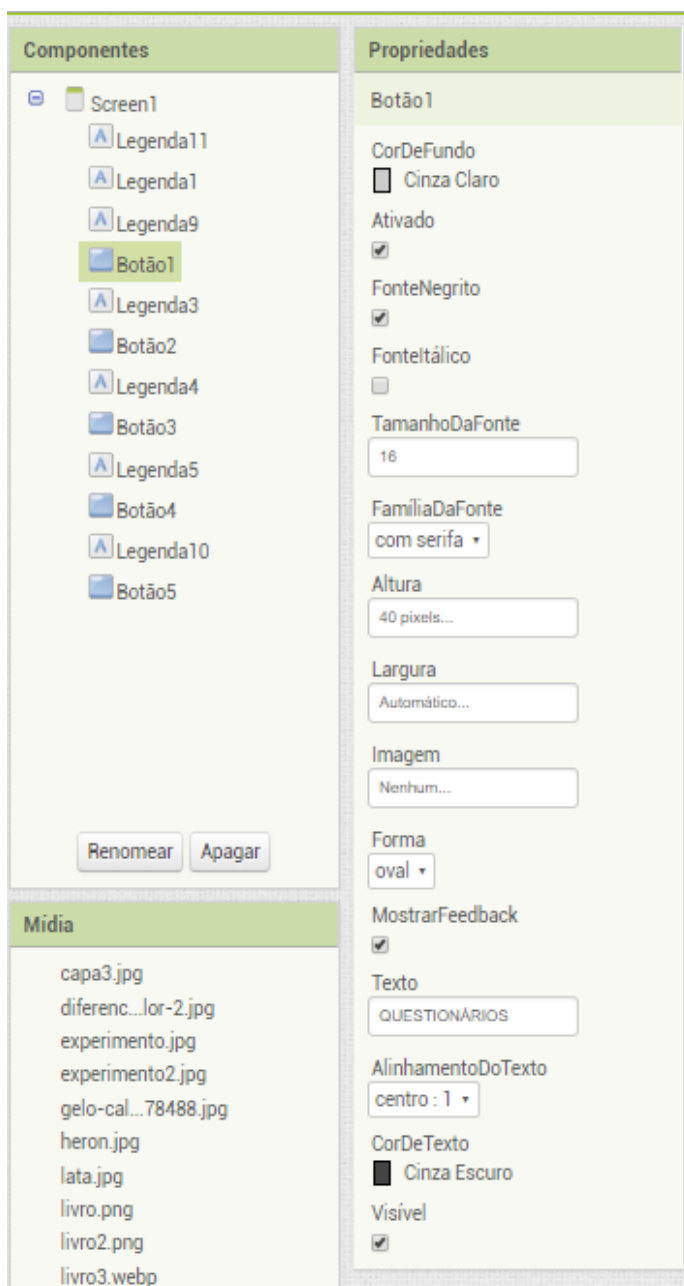 Componentes
Screen1
Legenda11
Legenda1
Legenda9
Botão1
Legenda3
Botão2
Legenda4
Botão3
Legenda5
Botão4
Legenda10
Botão5
Renomear Apagar
Mídia
capa3.jpg
diferenc...lor-2.jpg
experimento.jpg
experimento2.jpg
gelo-cal...78488.jpg
heron.jpg
lata.jpg
livro.png
livro2.png
livro3.webp
Propriedades
Botão1
CorDeFundo
Cinza Claro
Ativado
FonteNegrito
FonteItálico
TamanhoDaFonte
16
FamíliaDaFonte
com serifa
Altura
40 pixels...
Largura
Automático...
Imagem
Nenhum...
Forma
oval
MostrarFeedback
Texto
QUESTIONÁRIOS
AlinhamentoDoTexto
centro : 1
CorDeTexto
Cinza Escuro
Visível